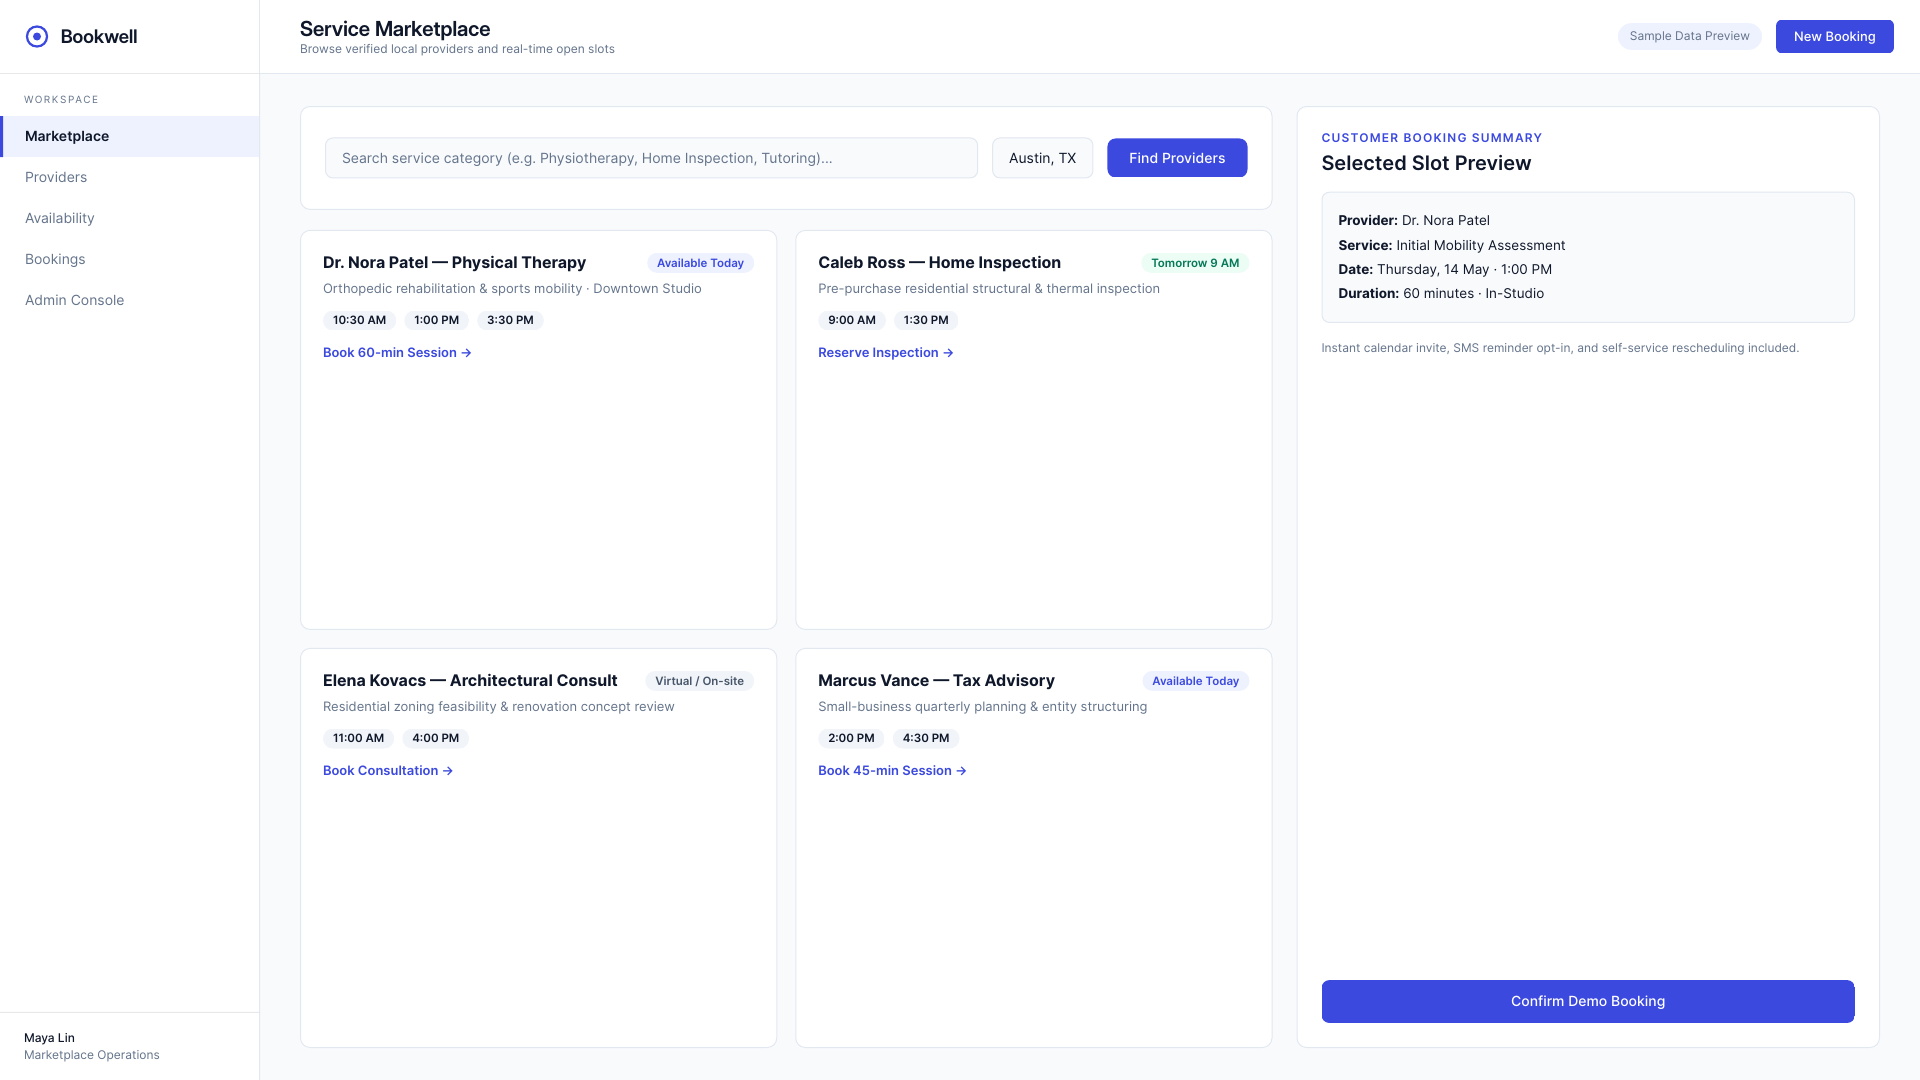 Bookwell
WORKSPACE
Marketplace
Providers
Availability
Bookings
Admin Console
Maya Lin
Marketplace Operations
Service Marketplace
Browse verified local providers and real-time open slots
Sample Data Preview
New Booking
Search service category (e.g. Physiotherapy, Home Inspection, Tutoring)...
Austin, TX
Find Providers
Dr. Nora Patel — Physical Therapy
Available Today
Orthopedic rehabilitation & sports mobility · Downtown Studio
10:30 AM 1:00 PM 3:30 PM
Book 60-min Session →
Caleb Ross — Home Inspection
Tomorrow 9 AM
Pre-purchase residential structural & thermal inspection
9:00 AM 1:30 PM
Reserve Inspection →
Elena Kovacs — Architectural Consult
Virtual / On-site
Residential zoning feasibility & renovation concept review
11:00 AM 4:00 PM
Book Consultation →
Marcus Vance — Tax Advisory
Available Today
Small-business quarterly planning & entity structuring
2:00 PM 4:30 PM
Book 45-min Session →
CUSTOMER BOOKING SUMMARY
Selected Slot Preview
Provider: Dr. Nora Patel
Service: Initial Mobility Assessment
Date: Thursday, 14 May · 1:00 PM
Duration: 60 minutes · In-Studio
Instant calendar invite, SMS reminder opt-in, and self-service rescheduling included.
Confirm Demo Booking